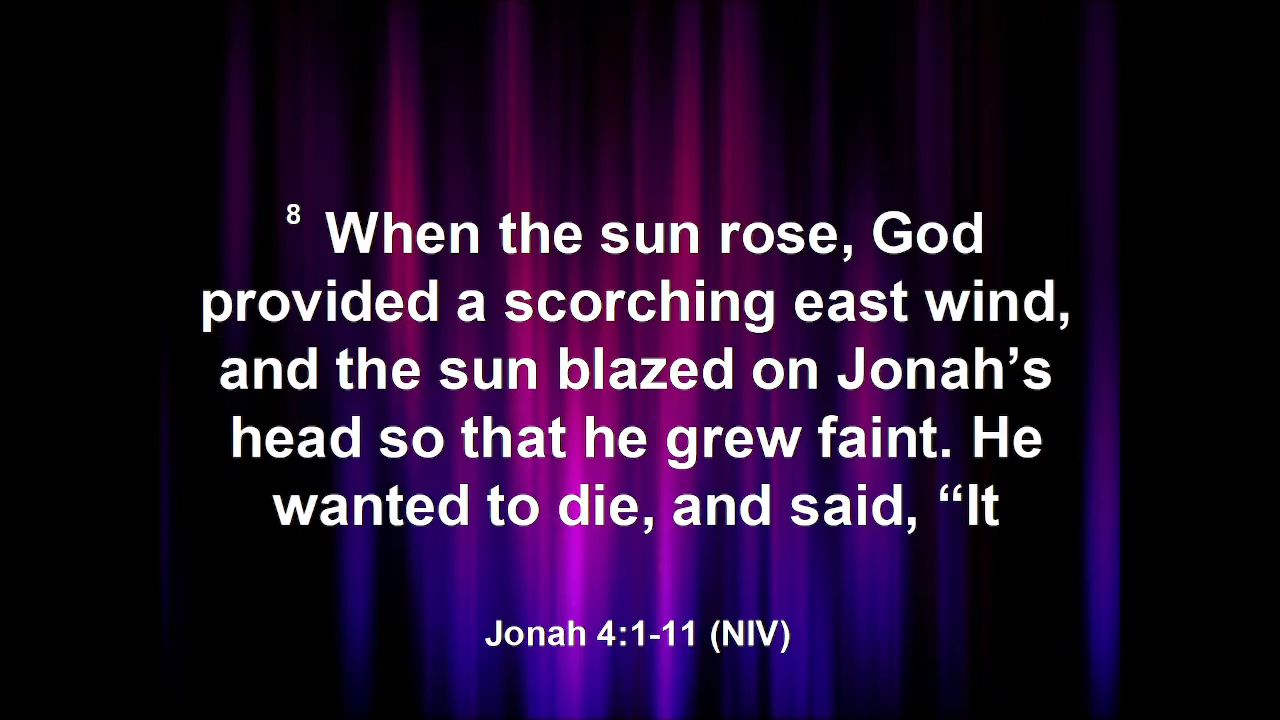 8 When the sun rose, God
provided a scorching east wind,
and the sun blazed on Jonah’s
head so that he grew faint. He
wanted to die, and said, “It
Jonah 4:1-11 (NIV)